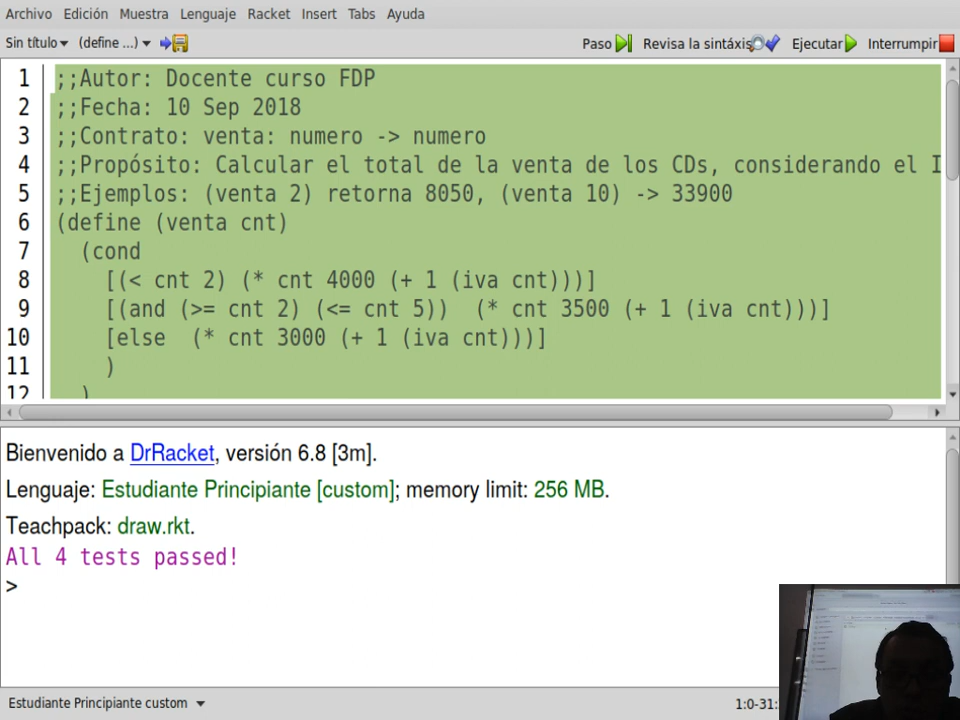 Archivo Edición Muestra Lenguaje Racket Insert Tabs Ayuda
Sin título (define ...) Paso Revisa la sintáxis Ejecutar Interrumpir
1 ;;Autor: Docente curso FDP
2 ;;Fecha: 10 Sep 2018
3 ;;Contrato: venta: numero -> numero
4 ;;Propósito: Calcular el total de la venta de los CDs, considerando el I
5 ;;Ejemplos: (venta 2) retorna 8050, (venta 10) -> 33900
6 (define (venta cnt)
7 (cond
8 [(< cnt 2) (* cnt 4000 (+ 1 (iva cnt)))]
9 [(and (>= cnt 2) (<= cnt 5)) (* cnt 3500 (+ 1 (iva cnt)))]
10 [else (* cnt 3000 (+ 1 (iva cnt)))]
11 )
12 )
Bienvenido a DrRacket, versión 6.8 [3m].
Lenguaje: Estudiante Principiante [custom]; memory limit: 256 MB.
Teachpack: draw.rkt.
All 4 tests passed!
>
Estudiante Principiante custom 1:0-31: